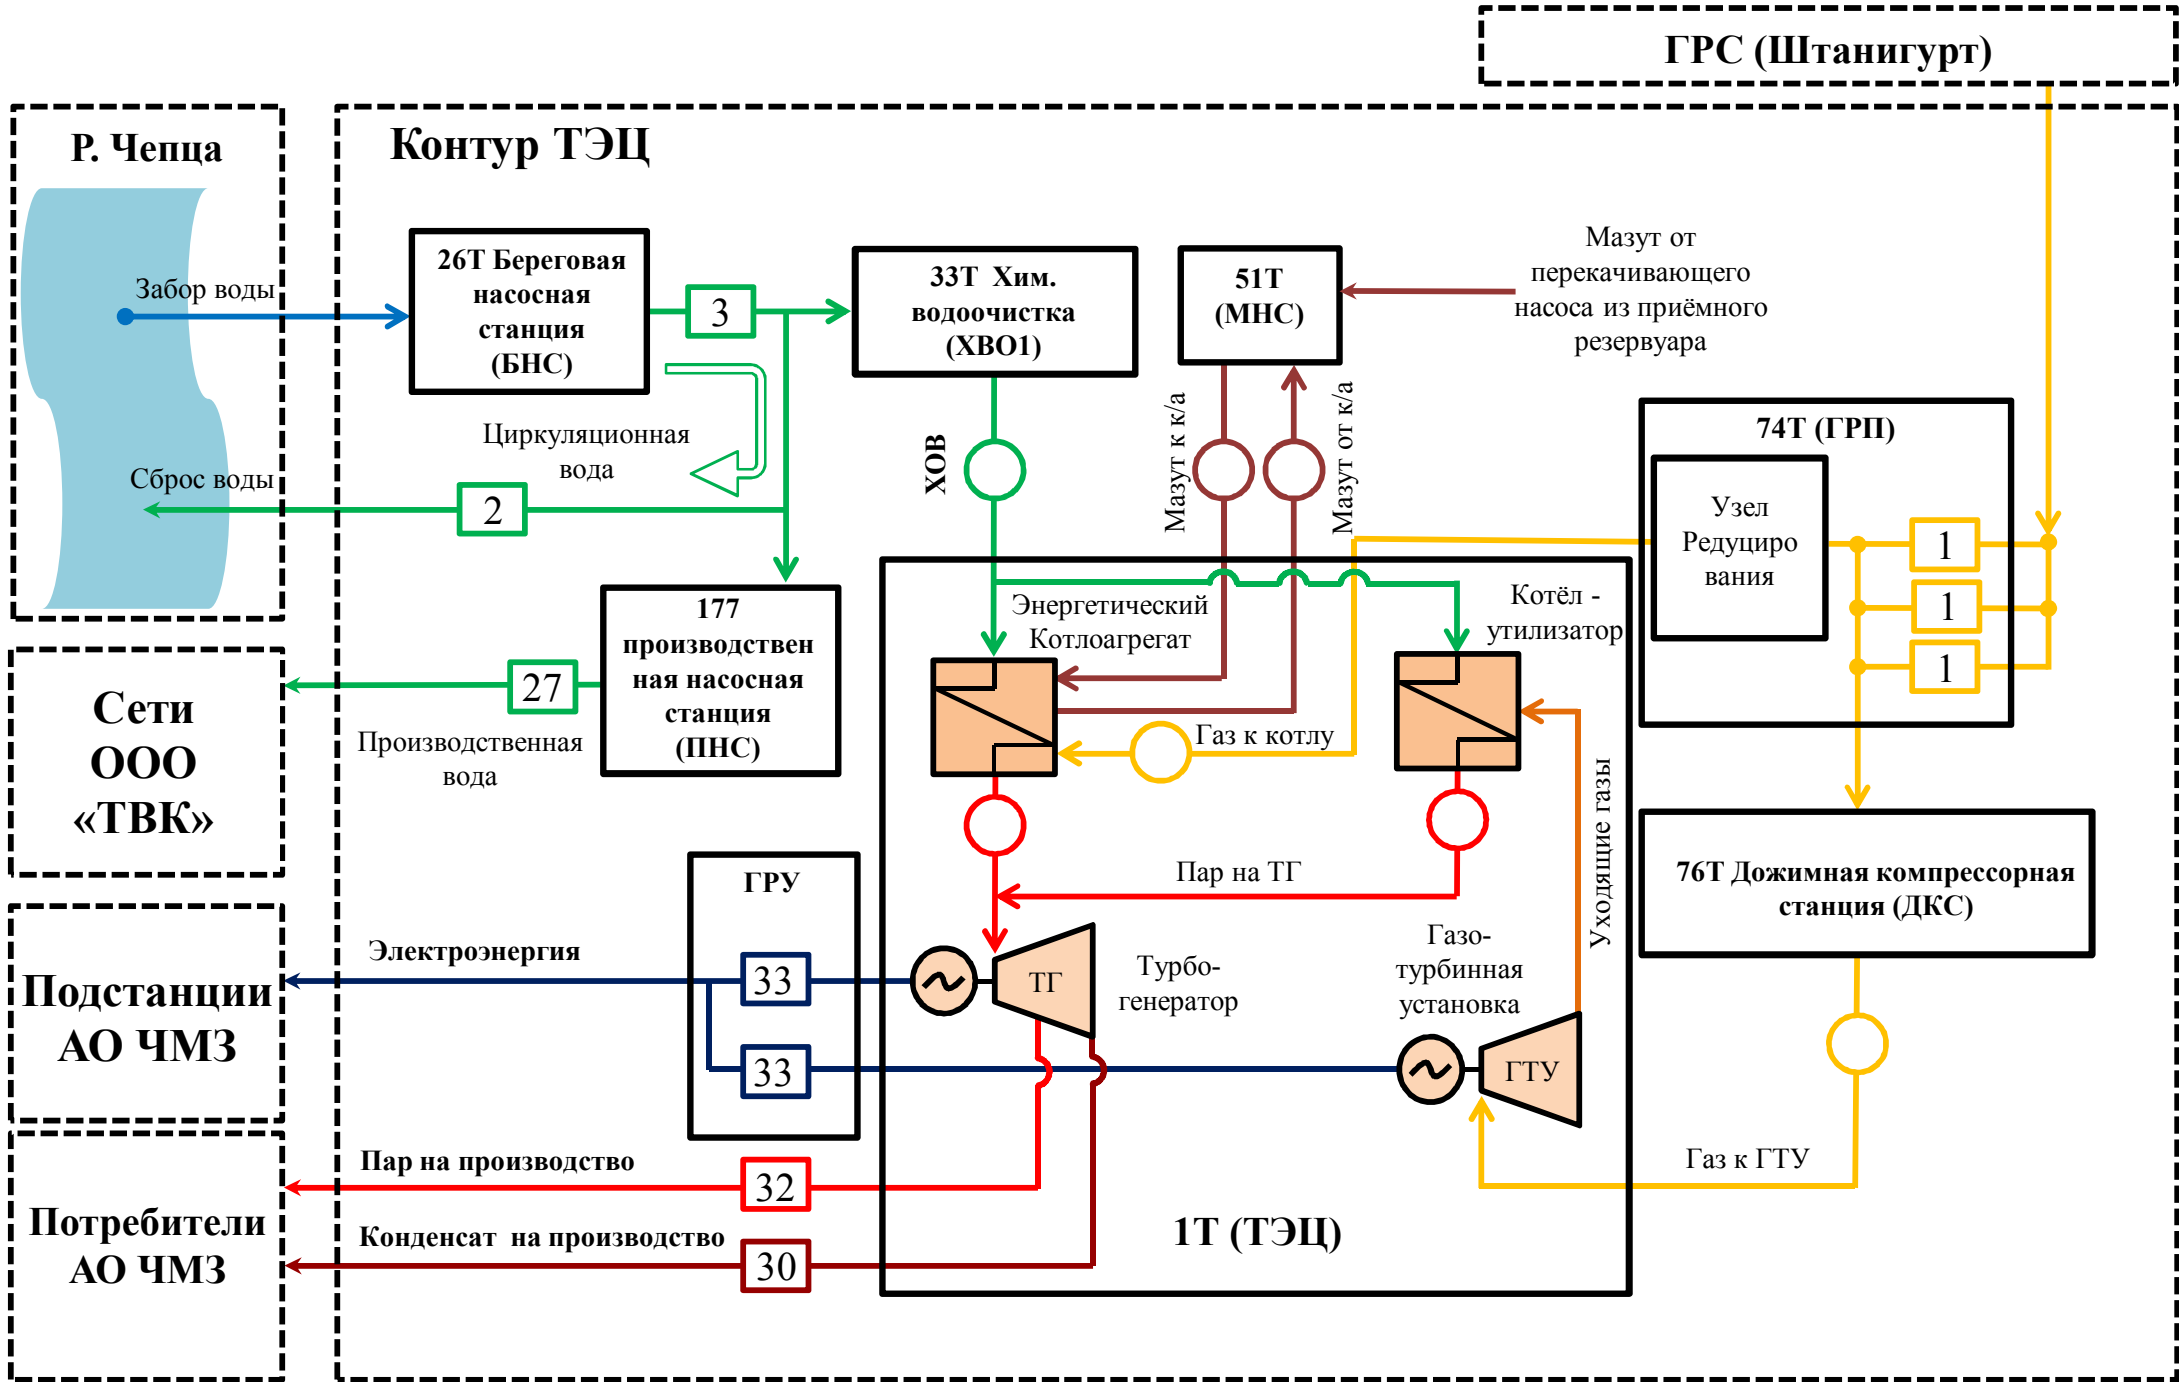 ГРС (Штанигурт)
Р. Чепца
Контур ТЭЦ
Забор воды
26Т Береговая
насосная
станция
(БНС)
3
33Т Хим.
водоочистка
(ХВО1)
51Т
(МНС)
Мазут от
перекачивающего
насоса из приёмного
резервуара
Циркуляционная
вода
ХОВ
Мазут к к/а
Мазут от к/а
74Т (ГРП)
Узел
Редуциро
вания
1
1
1
Сброс воды
2
177
производствен
ная насосная
станция
(ПНС)
Энергетический
Котлоагрегат
Котёл -
утилизатор
Сети
ООО
«ТВК»
27
Производственная
вода
Газ к котлу
Уходящие газы
76Т Дожимная компрессорная
станция (ДКС)
Пар на ТГ
ГРУ
Подстанции
АО ЧМЗ
Электроэнергия
33
33
ТГ
Турбо-
генератор
Газо-
турбинная
установка
ГТУ
Газ к ГТУ
Потребители
АО ЧМЗ
Пар на производство
32
Конденсат на производство
30
1Т (ТЭЦ)